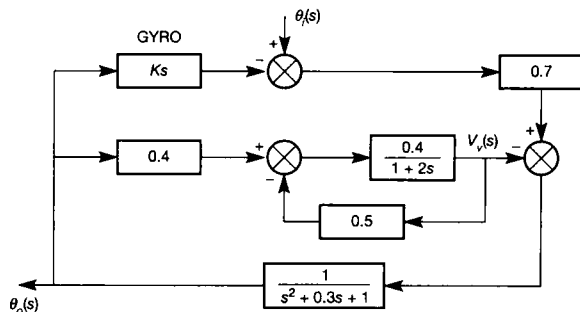 θi(s)
GYRO
+
−
Ks
0.7
0.4
+
−
0.4
1 + 2s
Vv(s)
+
−
0.5
1
s² + 0.3s + 1
θo(s)